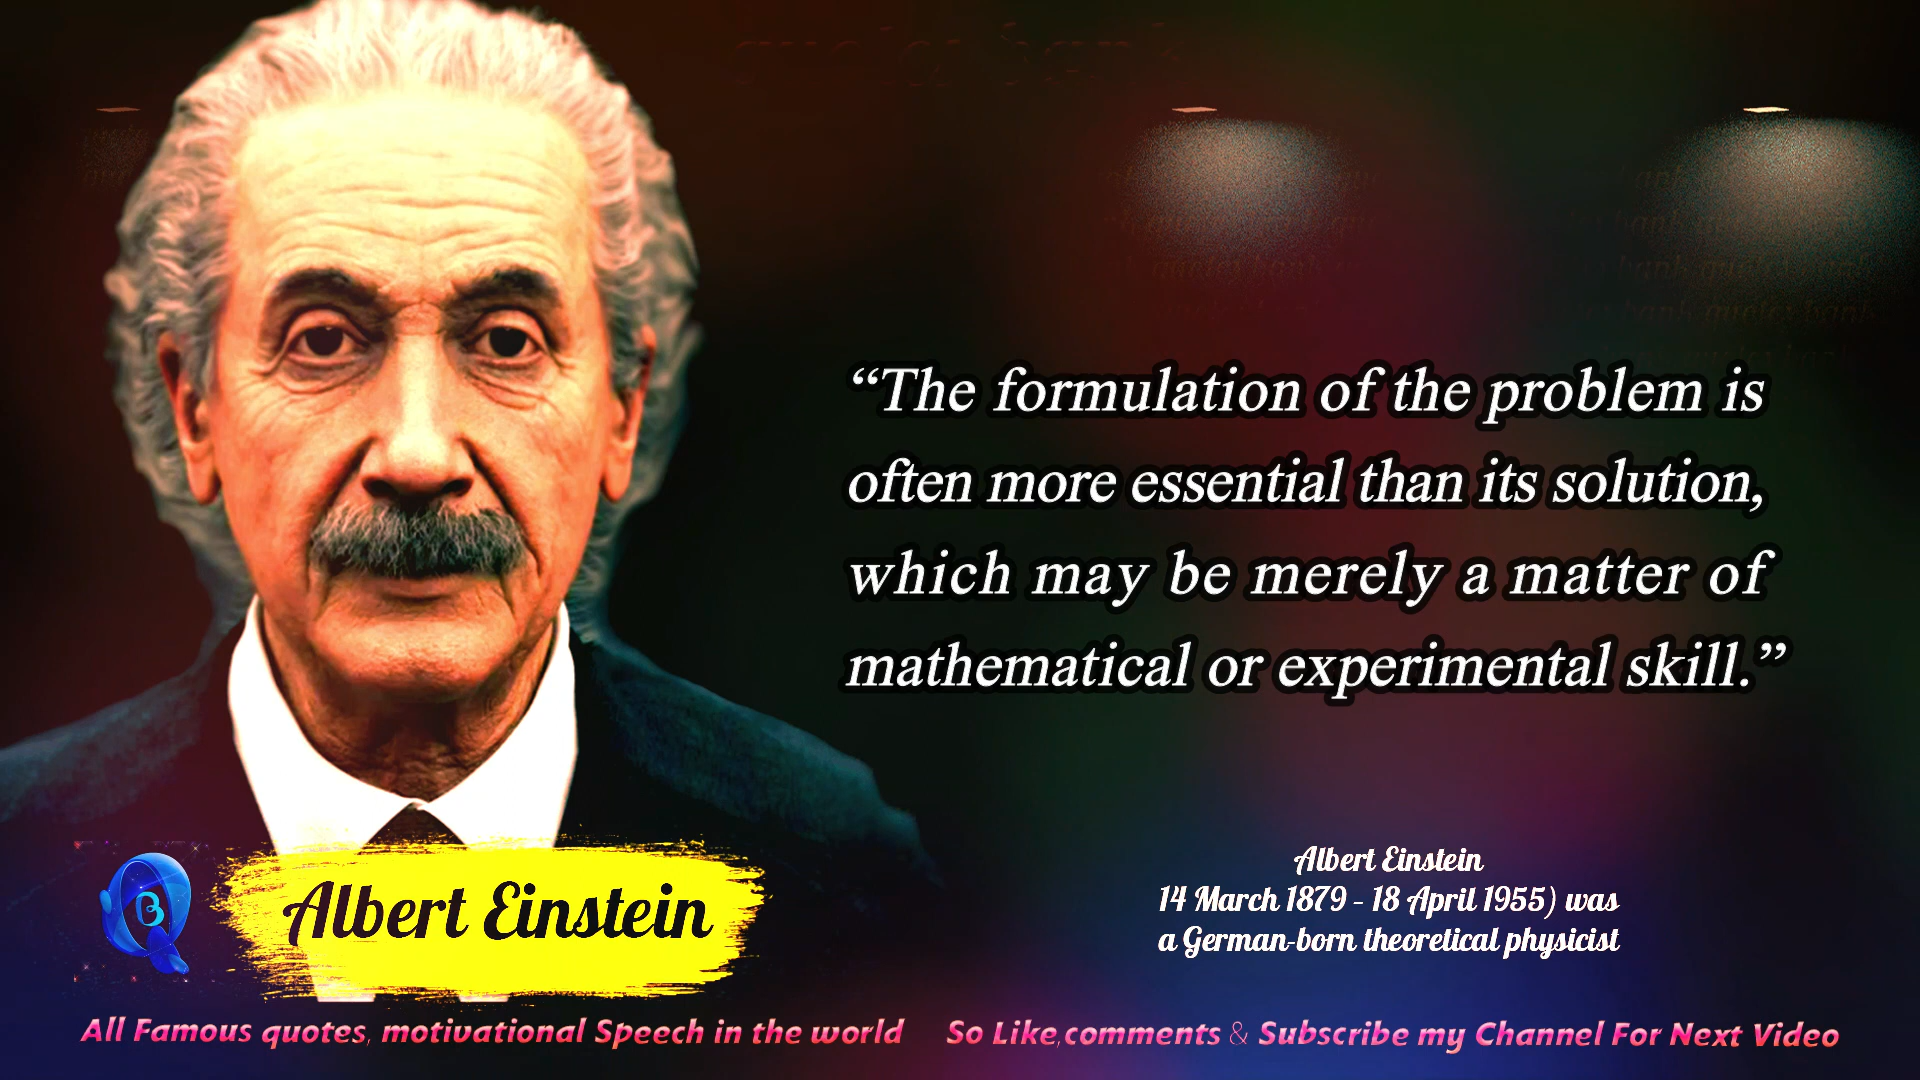 “The formulation of the problem is
often more essential than its solution,
which may be merely a matter of
mathematical or experimental skill.”
Albert Einstein
Albert Einstein
14 March 1879 – 18 April 1955) was
a German-born theoretical physicist
All Famous quotes, motivational Speech in the world So Like,comments & Subscribe my Channel For Next Video